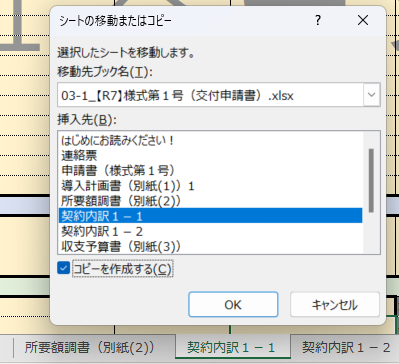 シートの移動またはコピー
選択したシートを移動します。
移動先ブック名(T):
03-1_【R7】様式第１号（交付申請書）.xlsx
挿入先(B):
はじめにお読みください！
連絡票
申請書（様式第１号）
導入計画書（別紙(1)）1
所要額調書（別紙(2)）
契約内訳１－１
契約内訳１－２
収支予算書（別紙(3)）
コピーを作成する(C)
OK
キャンセル
所要額調書（別紙(2)）
契約内訳１－１
契約内訳１－２